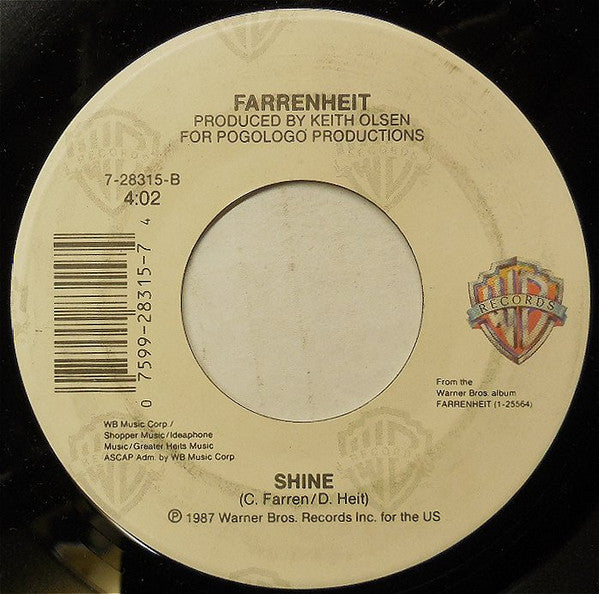 FARRENHEIT
PRODUCED BY KEITH OLSEN
FOR POGOLOGO PRODUCTIONS
7-28315-B
4:02
0 7599-28315-7 4
WB
RECORDS
From the
Warner Bros. album
FARRENHEIT (1-25564)
WB Music Corp./
Shopper Music/Ideaphone
Music/Greater Heits Music
ASCAP Adm. by WB Music Corp
SHINE
(C. Farren/D. Heit)
Ⓟ 1987 Warner Bros. Records Inc. for the US